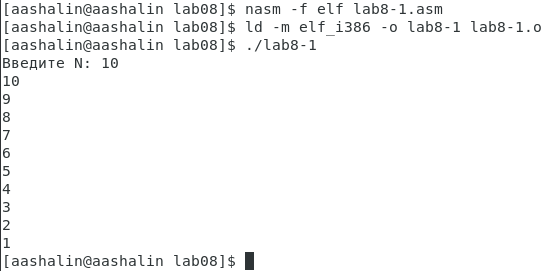 [aashalin@aashalin lab08]$ nasm -f elf lab8-1.asm
[aashalin@aashalin lab08]$ ld -m elf_i386 -o lab8-1 lab8-1.o
[aashalin@aashalin lab08]$ ./lab8-1
Введите N: 10
10
9
8
7
6
5
4
3
2
1
[aashalin@aashalin lab08]$